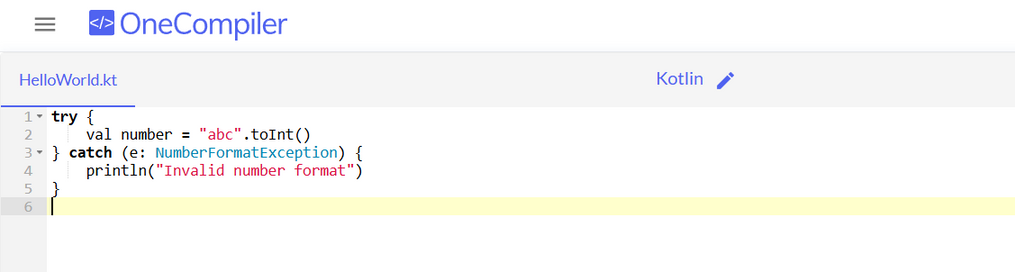 </> OneCompiler
HelloWorld.kt Kotlin
1 try {
2     val number = "abc".toInt()
3 } catch (e: NumberFormatException) {
4     println("Invalid number format")
5 }
6